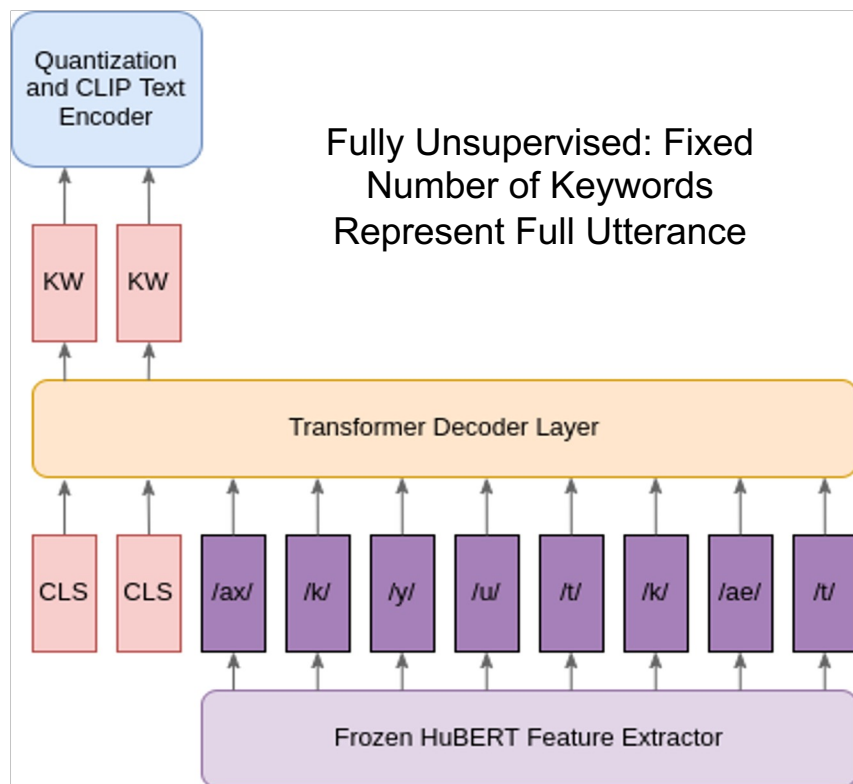 Quantization
and CLIP Text
Encoder
Fully Unsupervised: Fixed
Number of Keywords
Represent Full Utterance
KW KW
Transformer Decoder Layer
CLS CLS /ax/ /k/ /y/ /u/ /t/ /k/ /ae/ /t/
Frozen HuBERT Feature Extractor